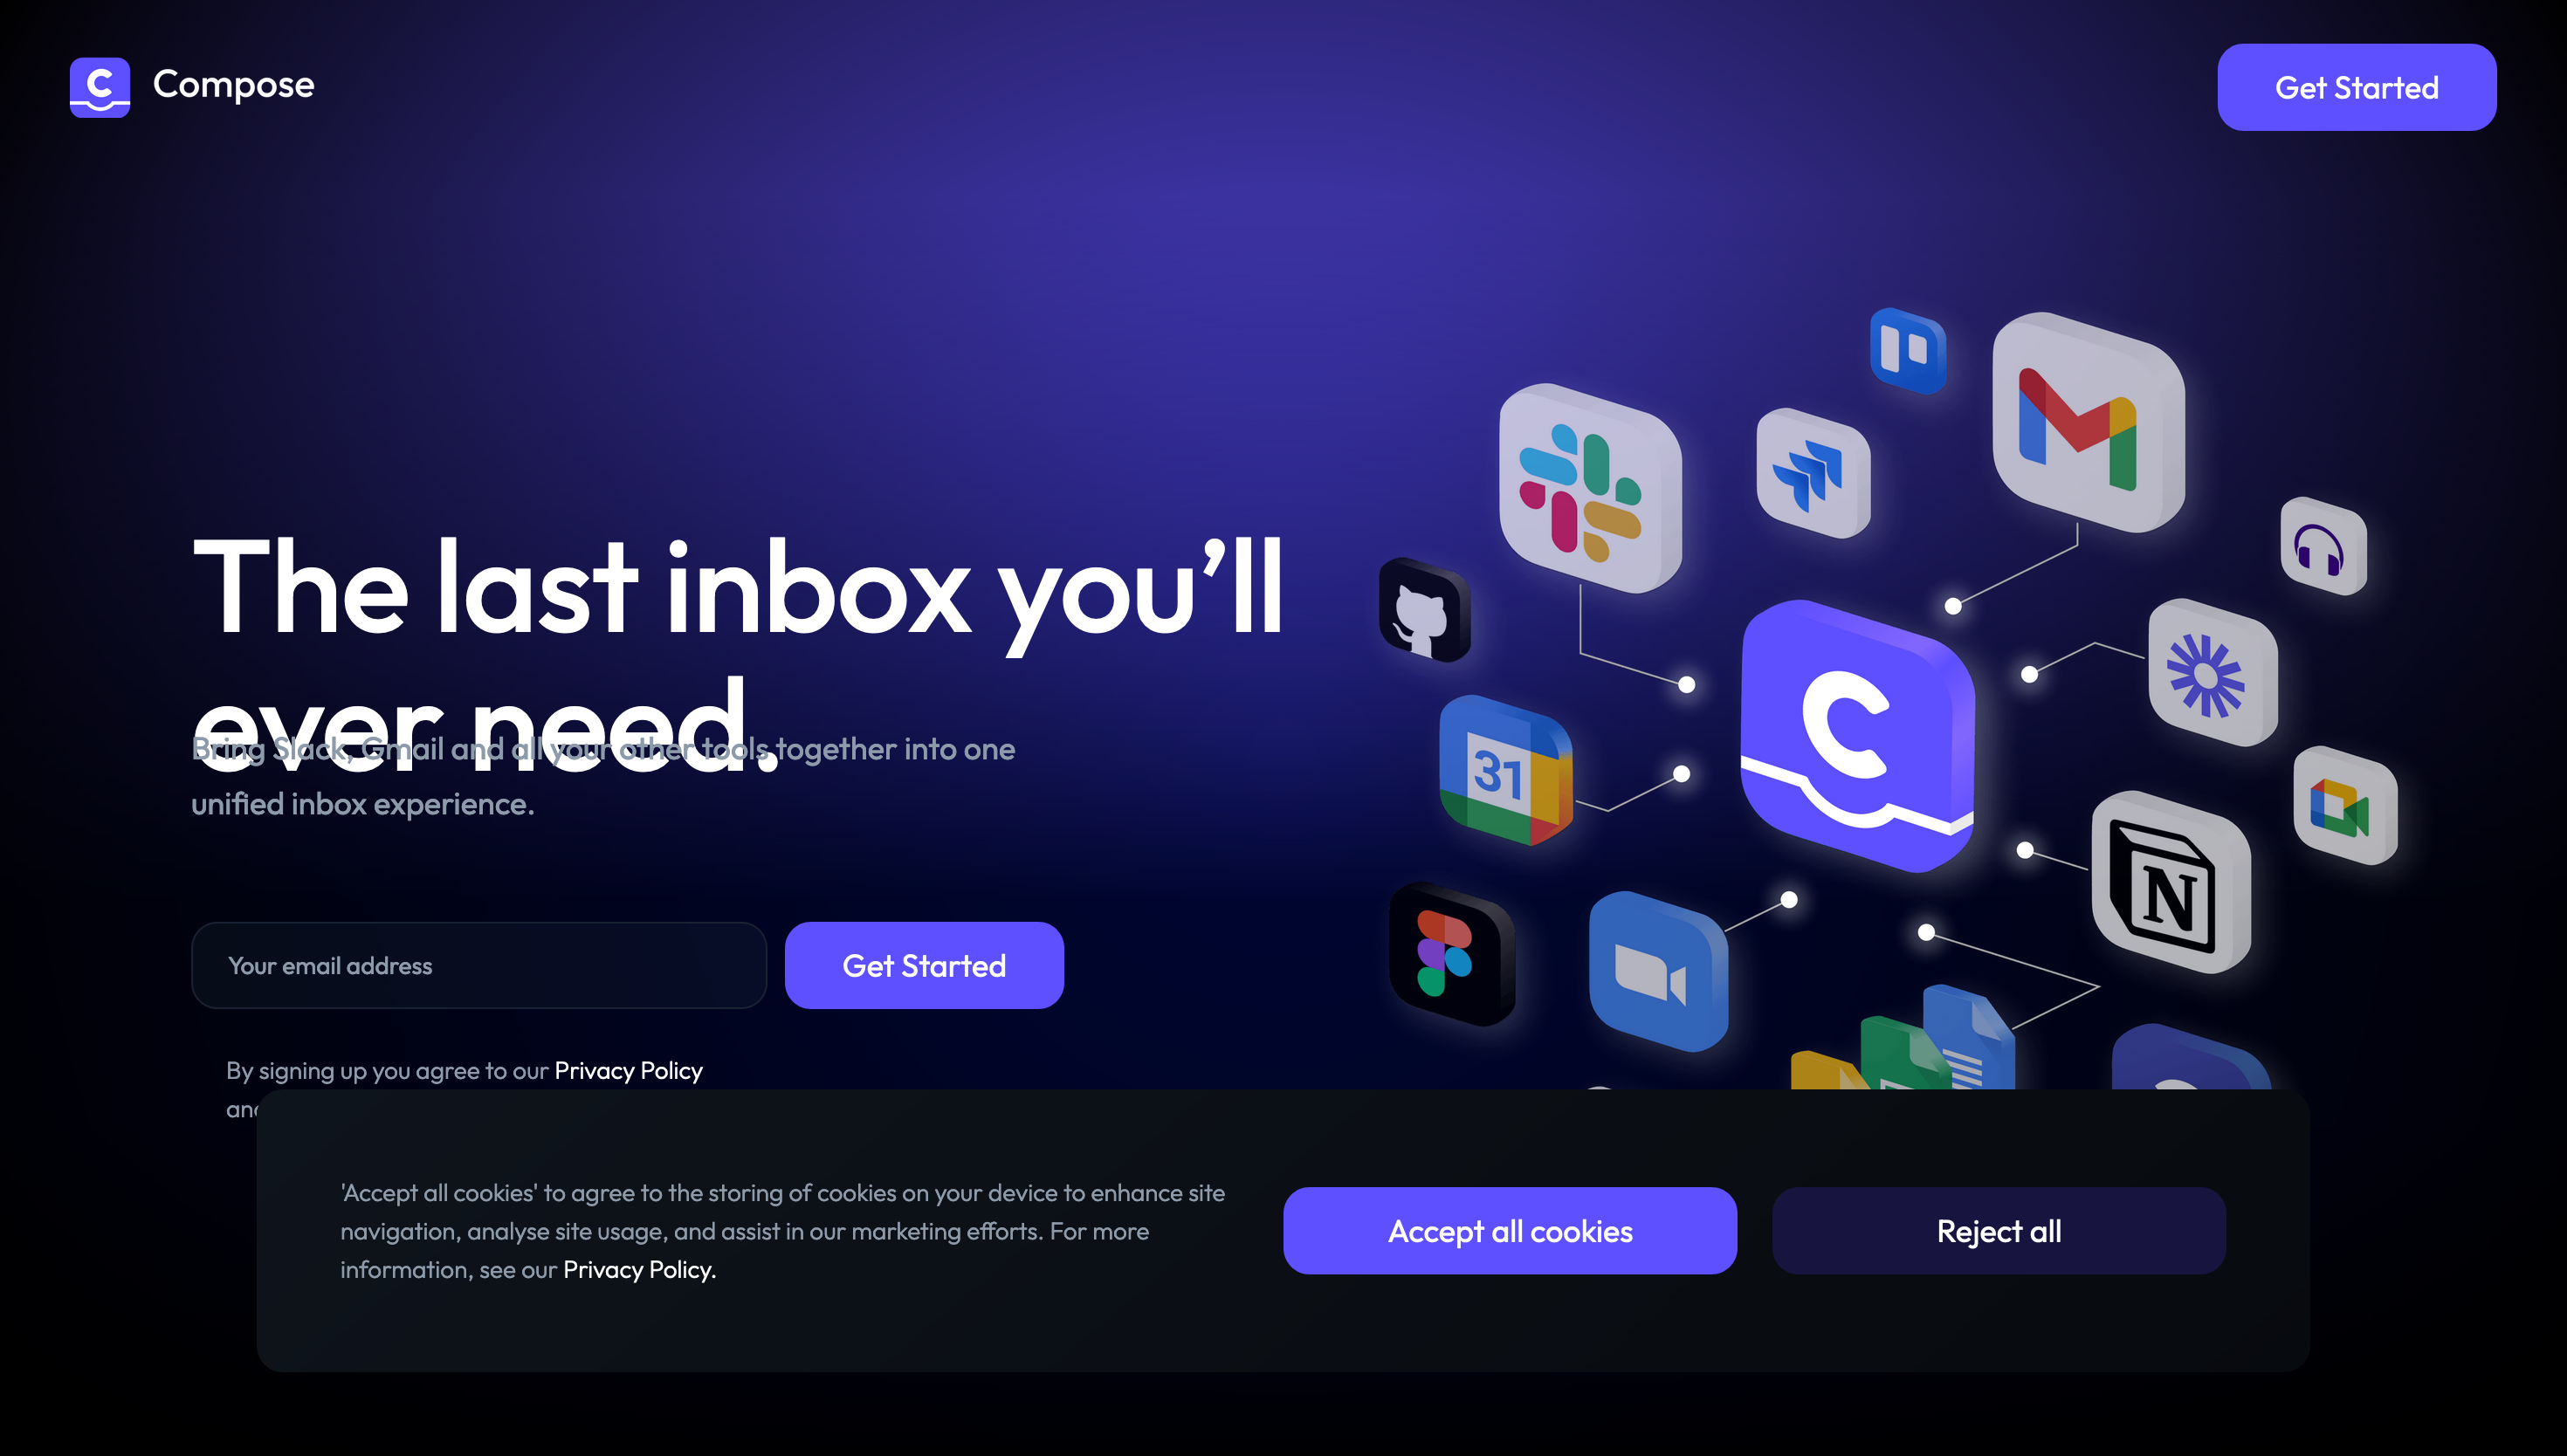 Compose
Get Started
The last inbox you’ll
ever need.
Bring Slack, Gmail and all your other tools together into one
unified inbox experience.
31
N
Your email address
Get Started
By signing up you agree to our Privacy Policy
'Accept all cookies' to agree to the storing of cookies on your device to enhance site
navigation, analyse site usage, and assist in our marketing efforts. For more
information, see our Privacy Policy.
Accept all cookies
Reject all